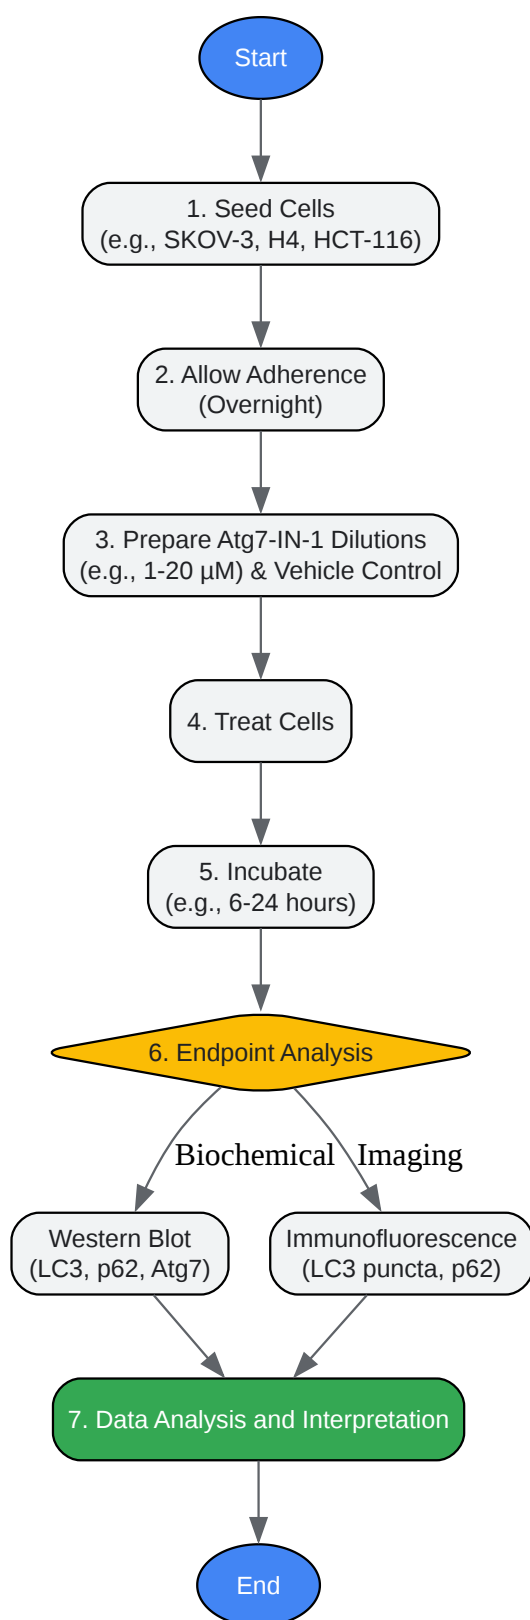 Start
1. Seed Cells
(e.g., SKOV-3, H4, HCT-116)
2. Allow Adherence
(Overnight)
3. Prepare Atg7-IN-1 Dilutions
(e.g., 1-20 µM) & Vehicle Control
4. Treat Cells
5. Incubate
(e.g., 6-24 hours)
6. Endpoint Analysis
Biochemical
Imaging
Western Blot
(LC3, p62, Atg7)
Immunofluorescence
(LC3 puncta, p62)
7. Data Analysis and Interpretation
End